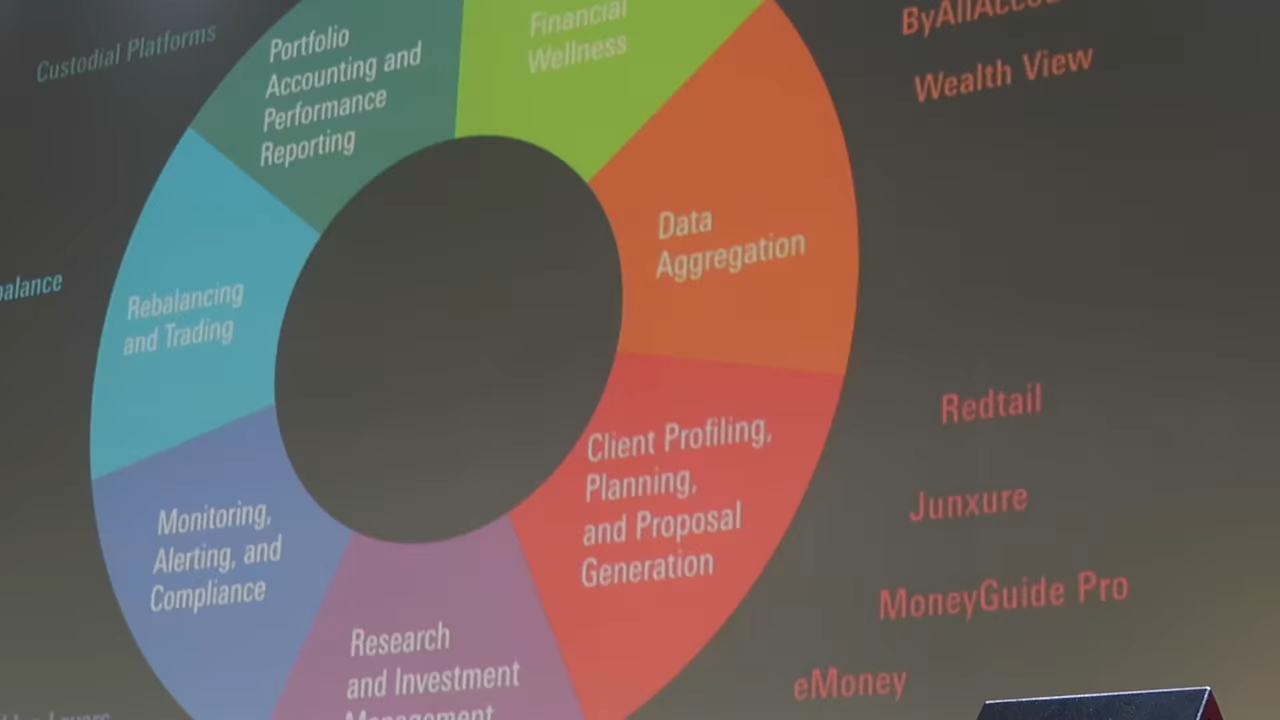 Custodial Platforms
Portfolio
Accounting and
Performance
Reporting
Financial
Wellness
Wealth View
Data
Aggregation
Rebalancing
and Trading
Redtail
Client Profiling,
Planning,
and Proposal
Generation
Junxure
Monitoring,
Alerting, and
Compliance
MoneyGuide Pro
Research
and Investment
Management
eMoney